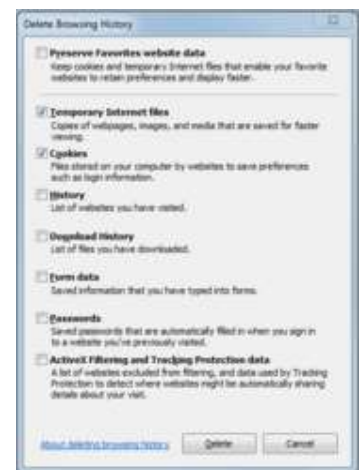 Delete Browsing History
Preserve Favorites website data
Keep cookies and temporary Internet files that enable your favorite
websites to retain preferences and display faster.
Temporary Internet files
Copies of webpages, images, and media that are saved for faster
viewing.
Cookies
Files stored on your computer by websites to save preferences
such as login information.
History
List of websites you have visited.
Download History
List of files you have downloaded.
Form data
Saved information that you have typed into forms.
Passwords
Saved passwords that are automatically filled in when you sign in
to a website you've previously visited.
ActiveX Filtering and Tracking Protection data
A list of websites excluded from filtering, and data used by Tracking
Protection to detect where websites might be automatically sharing
details about your visit.
About deleting browsing history
Delete
Cancel